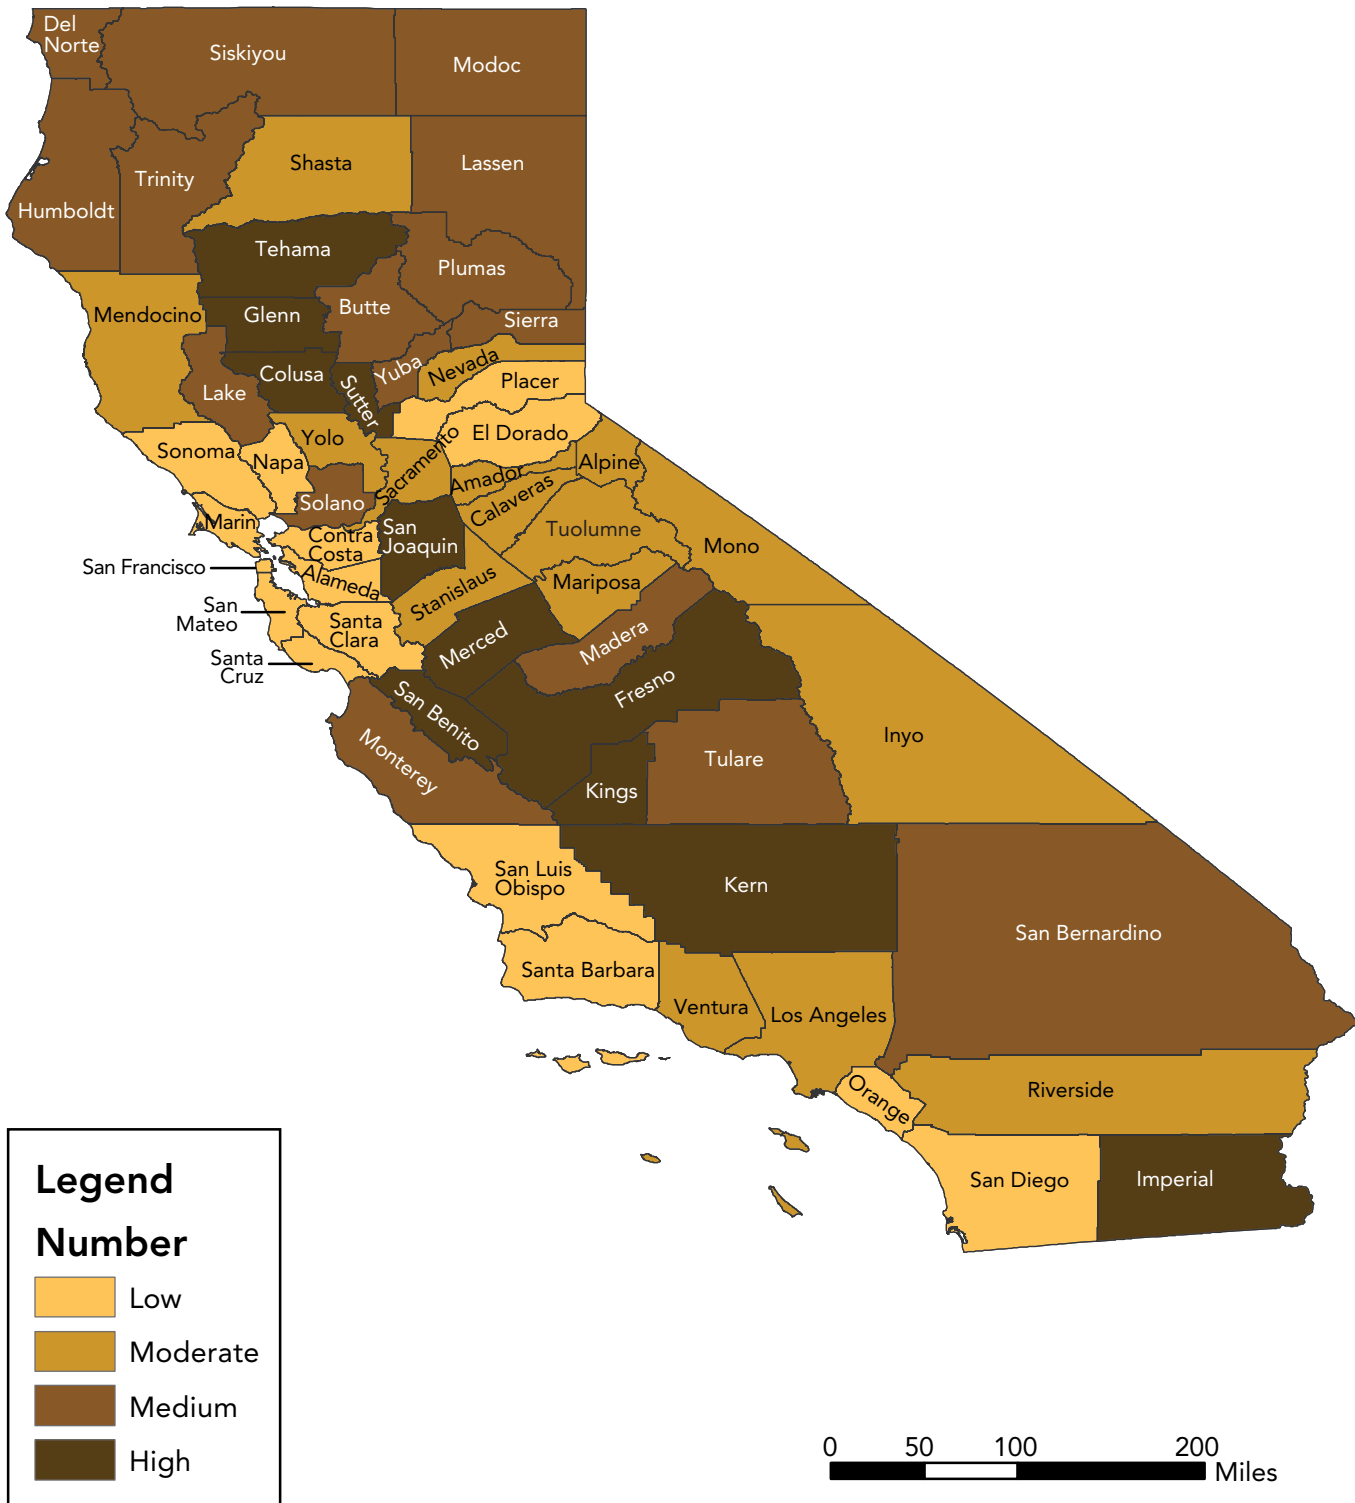 Del
Norte
Siskiyou
Modoc
Shasta
Lassen
Trinity
Humboldt
Tehama
Plumas
Mendocino
Glenn
Butte
Sierra
Colusa
Yuba
Nevada
Lake
Sutter
Placer
El Dorado
Yolo
Sonoma
Napa
Sacramento
Amador
Alpine
Solano
Calaveras
Marin
Contra
Costa
San
Joaquin
Tuolumne
Mono
San Francisco
Alameda
Stanislaus
Mariposa
San
Mateo
Santa
Clara
Merced
Madera
Santa
Cruz
Fresno
San Benito
Monterey
Inyo
Tulare
Kings
San Luis
Obispo
Kern
San Bernardino
Santa Barbara
Ventura
Los Angeles
Orange
Riverside
San Diego
Imperial
Legend
Number
Low
Moderate
Medium
High
0 50 100 200
Miles